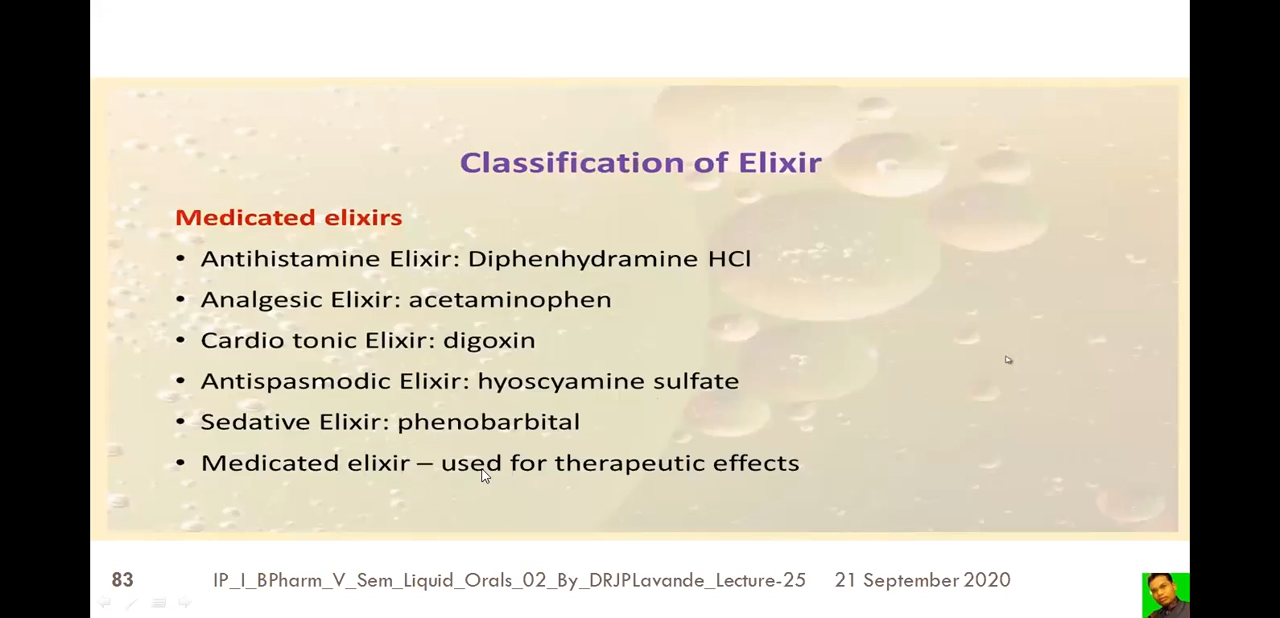 Classification of Elixir
Medicated elixirs
• Antihistamine Elixir: Diphenhydramine HCl
• Analgesic Elixir: acetaminophen
• Cardio tonic Elixir: digoxin
• Antispasmodic Elixir: hyoscyamine sulfate
• Sedative Elixir: phenobarbital
• Medicated elixir – used for therapeutic effects
83 IP_I_BPharm_V_Sem_Liquid_Orals_02_By_DRJPLavande_Lecture-25 21 September 2020